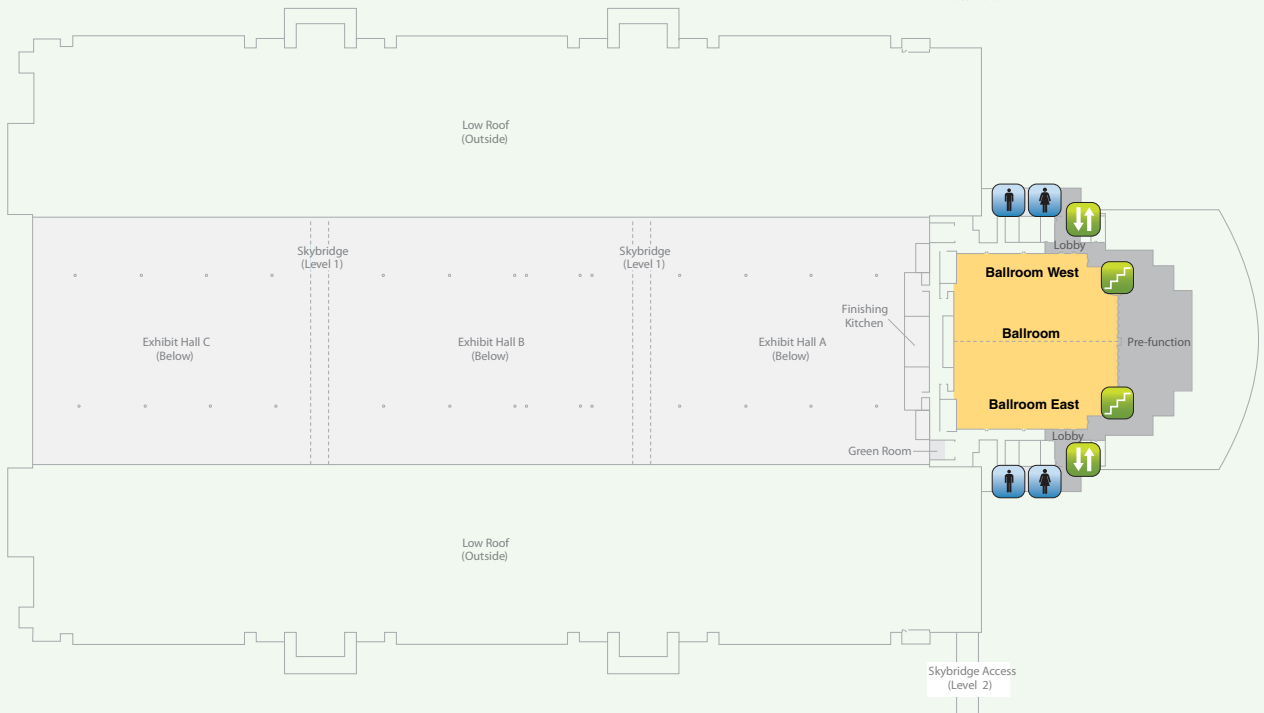 Low Roof
(Outside)
Skybridge
(Level 1)
Skybridge
(Level 1)
Lobby
Ballroom West
Finishing
Kitchen
Ballroom
Exhibit Hall C
(Below)
Exhibit Hall B
(Below)
Exhibit Hall A
(Below)
Pre-function
Ballroom East
Lobby
Green Room
Low Roof
(Outside)
Skybridge Access
(Level 2)